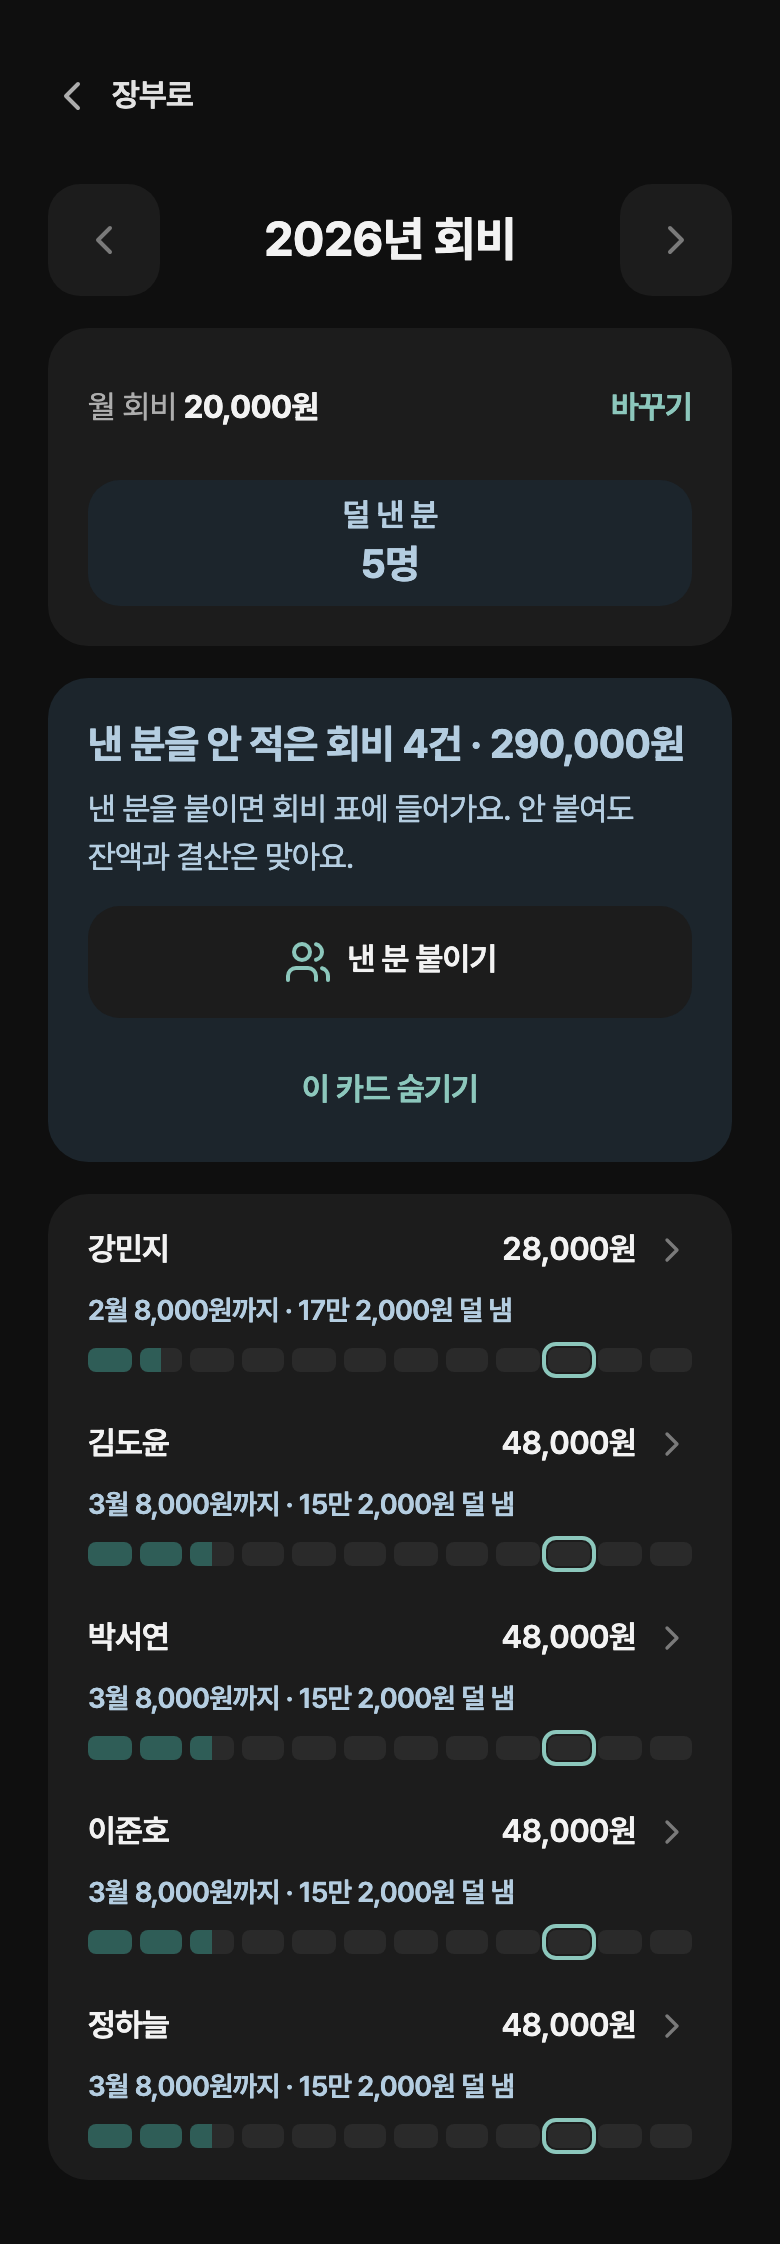 장부로
2026년 회비
월 회비 20,000원
바꾸기
덜 낸 분
5명
낸 분을 안 적은 회비 4건 · 290,000원
낸 분을 붙이면 회비 표에 들어가요. 안 붙여도
잔액과 결산은 맞아요.
낸 분 붙이기
이 카드 숨기기
강민지 28,000원
2월 8,000원까지 · 17만 2,000원 덜 냄
김도윤 48,000원
3월 8,000원까지 · 15만 2,000원 덜 냄
박서연 48,000원
3월 8,000원까지 · 15만 2,000원 덜 냄
이준호 48,000원
3월 8,000원까지 · 15만 2,000원 덜 냄
정하늘 48,000원
3월 8,000원까지 · 15만 2,000원 덜 냄